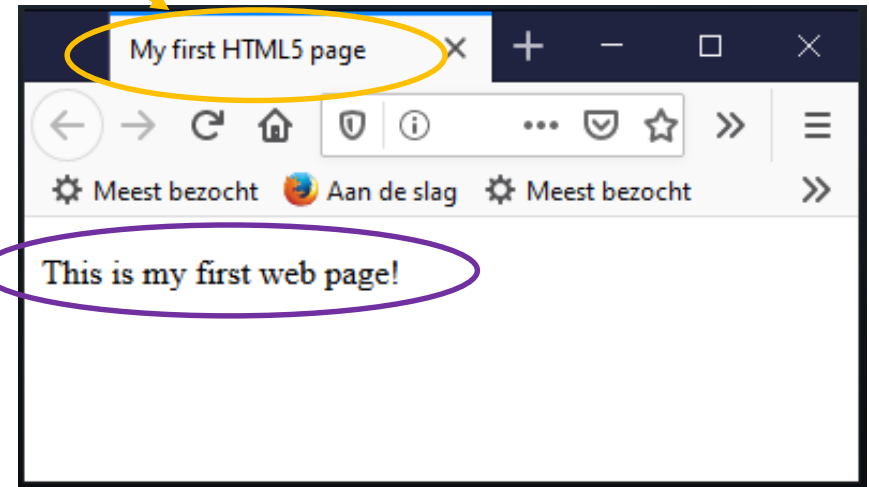 My first HTML5 page
Meest bezocht Aan de slag Meest bezocht
This is my first web page!